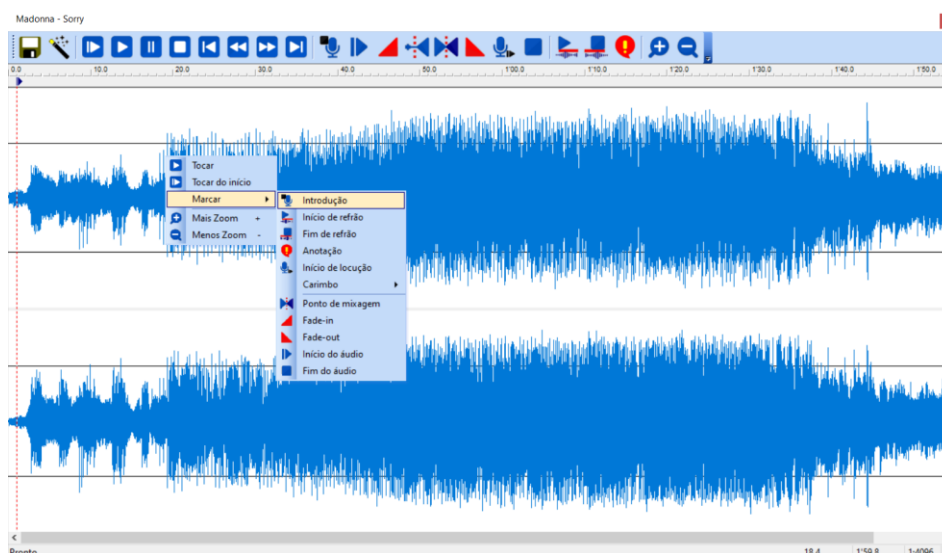 Madonna - Sorry
0.0 10.0 20.0 30.0 40.0 50.0 1'00.0 1'10.0 1'20.0 1'30.0 1'40.0 1'50.0
Tocar
Tocar do início
Marcar
Mais Zoom +
Menos Zoom -
Introdução
Início de refrão
Fim de refrão
Anotação
Início de locução
Carimbo
Ponto de mixagem
Fade-in
Fade-out
Início do áudio
Fim do áudio
Pronto 18.4 1'59.8 1:4096